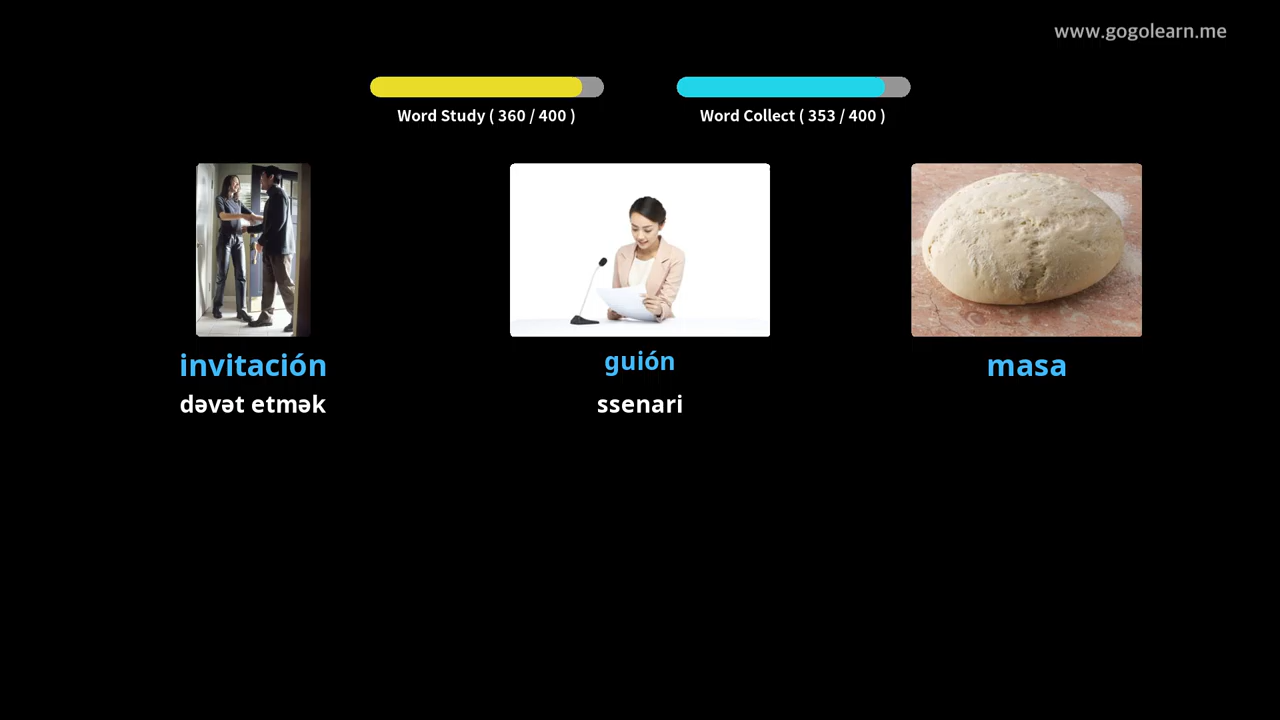 www.gogolearn.me
Word Study ( 360 / 400 )
Word Collect ( 353 / 400 )
invitación
guión
masa
dəvət etmək
ssenari